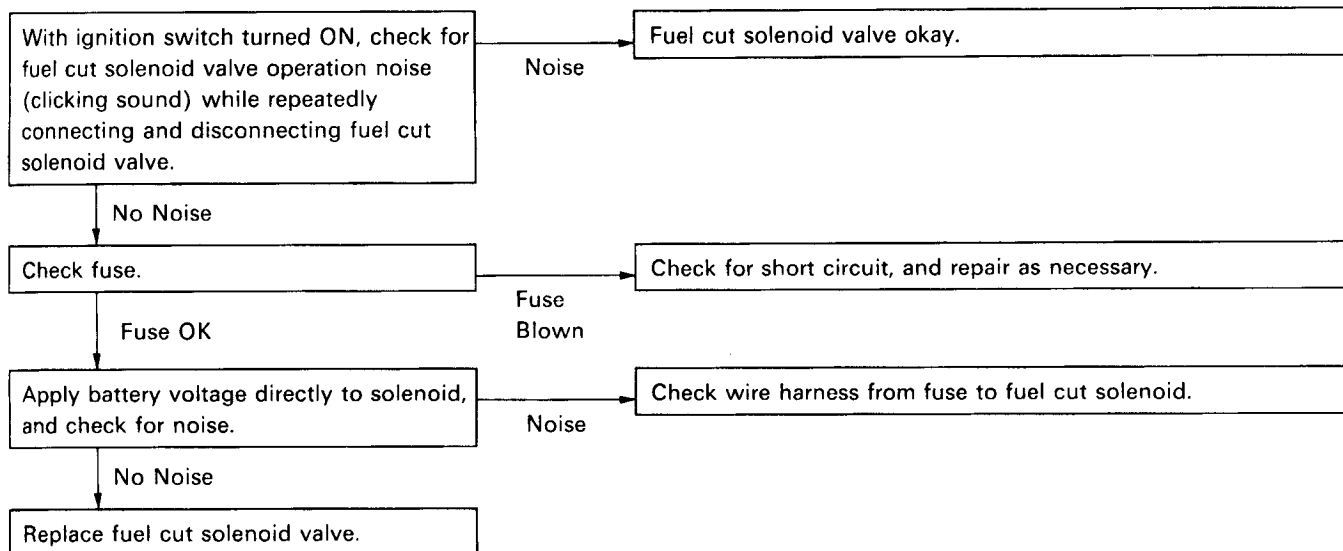 With ignition switch turned ON, check for
fuel cut solenoid valve operation noise
(clicking sound) while repeatedly
connecting and disconnecting fuel cut
solenoid valve.
Noise
Fuel cut solenoid valve okay.
No Noise
Check fuse.
Fuse
Blown
Check for short circuit, and repair as necessary.
Fuse OK
Apply battery voltage directly to solenoid,
and check for noise.
Noise
Check wire harness from fuse to fuel cut solenoid.
No Noise
Replace fuel cut solenoid valve.